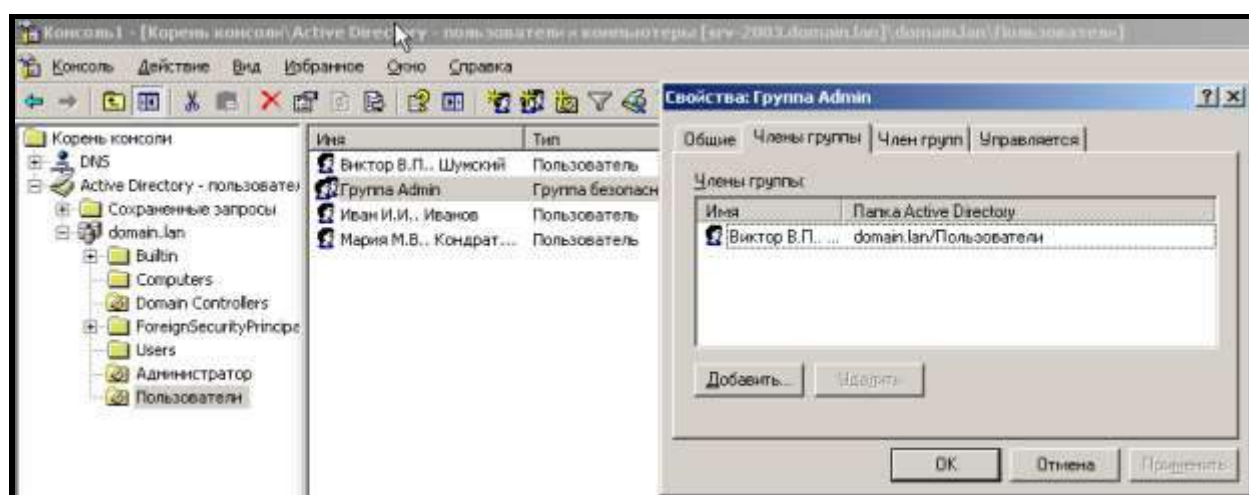 Консоль1 - [Корень консоли\Active Directory - пользователи и компьютеры [srv-2003.domain.lan]\domain.lan\Пользователи]
Консоль Действие Вид Избранное Окно Справка
Корень консоли
DNS
Active Directory - пользовате
Сохраненные запросы
domain.lan
Builtin
Computers
Domain Controllers
ForeignSecurityPrincipa
Users
Администратор
Пользователи
Имя Тип
Виктор В.П.. Шумский Пользователь
Группа Admin Группа безопасн
Иван И.И.. Иванов Пользователь
Мария М.В.. Кондрат... Пользователь
Свойства: Группа Admin
Общие Члены группы Член групп Управляется
Члены группы:
Имя Папка Active Directory
Виктор В.П.. ... domain.lan/Пользователи
Добавить... Удалить
OK Отмена Применить